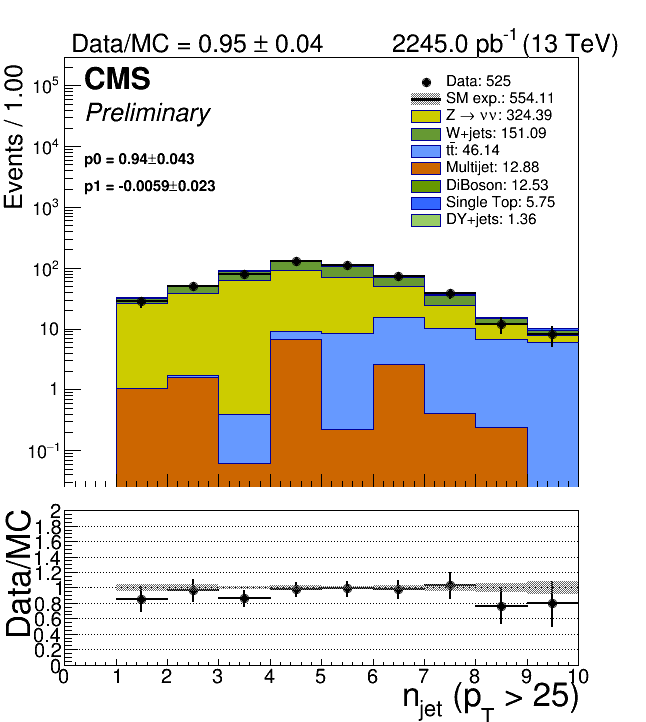 Data/MC = 0.95 ± 0.04 2245.0 pb⁻¹ (13 TeV)
Events / 1.00
CMS
Preliminary
p0 = 0.94±0.043
p1 = -0.0059±0.023
Data: 525
SM exp.: 554.11
Z → νν: 324.39
W+jets: 151.09
tt̄: 46.14
Multijet: 12.88
DiBoson: 12.53
Single Top: 5.75
DY+jets: 1.36
10⁵
10⁴
10³
10²
10
1
10⁻¹
Data/MC
2
1.8
1.6
1.4
1.2
1
0.8
0.6
0.4
0.2
0
0 1 2 3 4 5 6 7 8 9 10
n_jet (p_T > 25)